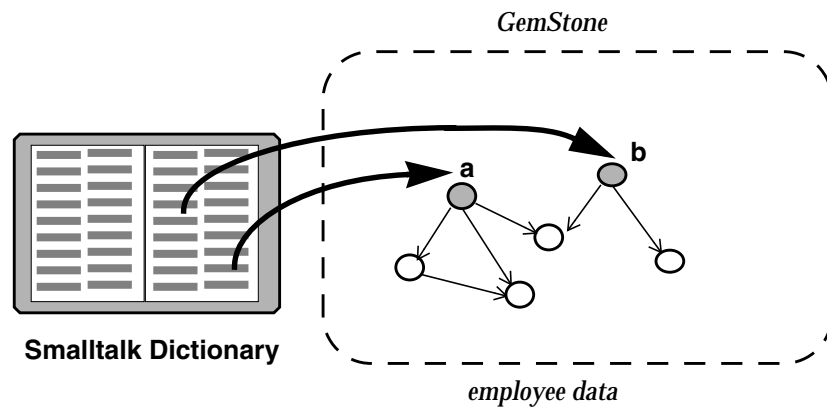 GemStone
b
a
Smalltalk Dictionary
employee data